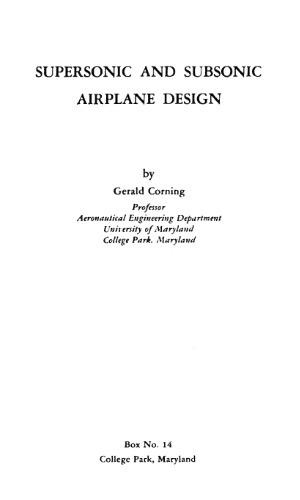 SUPERSONIC AND SUBSONIC
AIRPLANE DESIGN
by
Gerald Corning
Professor
Aeronautical Engineering Department
University of Maryland
College Park. Maryland
Box No. 14
College Park, Maryland